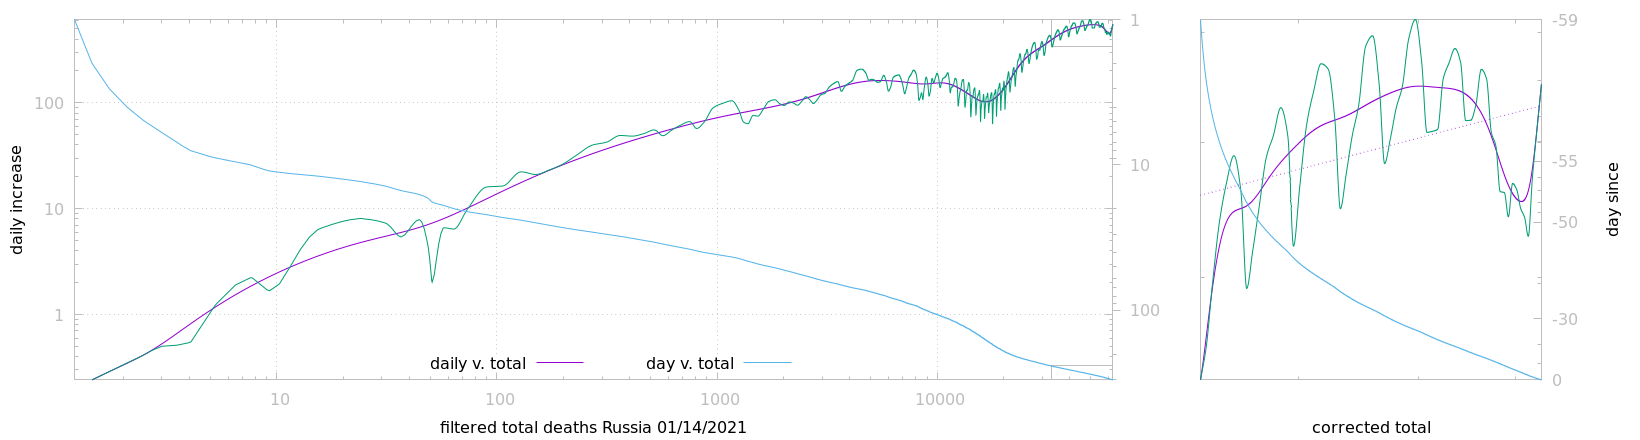 daily increase
100
10
1
10
100
1000
10000
1
10
100
daily v. total
day v. total
filtered total deaths Russia 01/14/2021
-59
-55
-50
-30
0
day since
corrected total